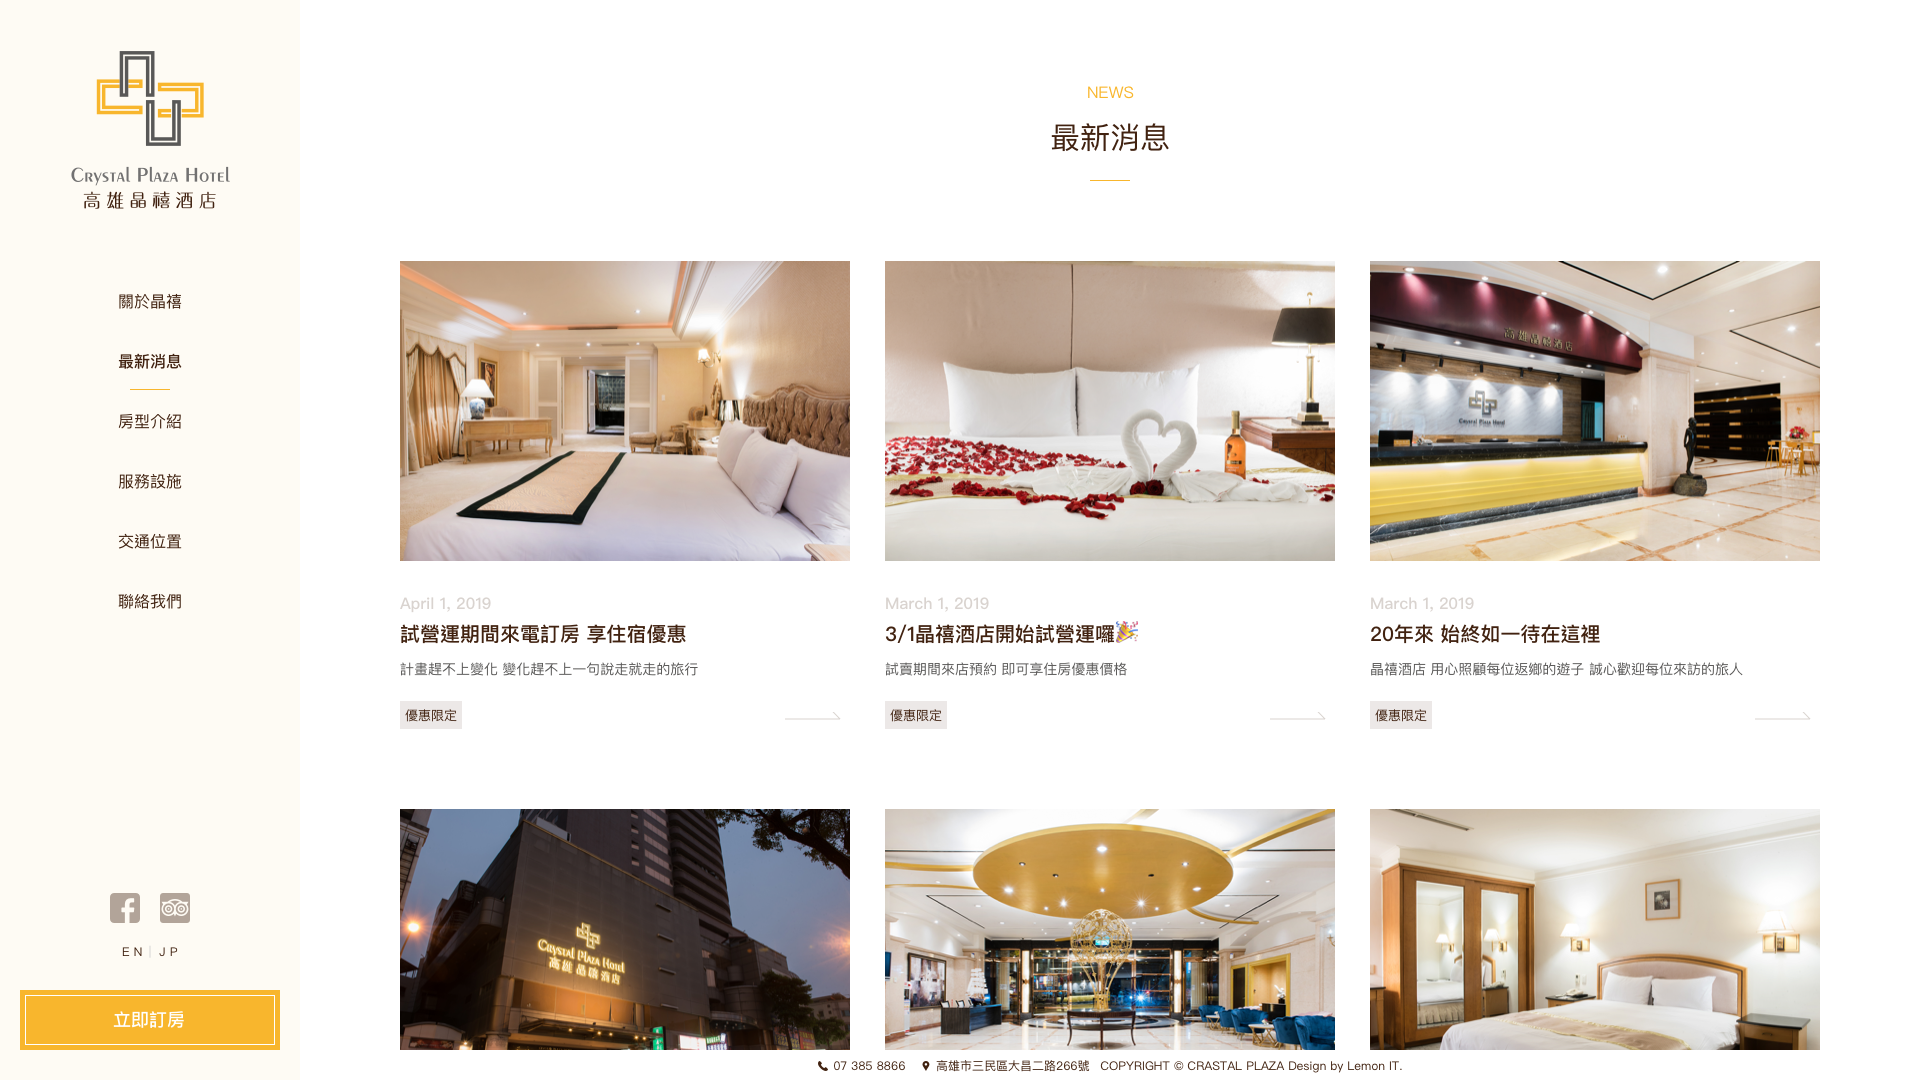 Crystal Plaza Hotel
高雄晶禧酒店
關於晶禧
最新消息
房型介紹
服務設施
交通位置
聯絡我們
EN | JP
立即訂房
NEWS
最新消息
高雄晶禧酒店
Crystal Plaza Hotel
April 1, 2019
試營運期間來電訂房 享住宿優惠
計畫趕不上變化 變化趕不上一句說走就走的旅行
優惠限定
March 1, 2019
3/1晶禧酒店開始試營運囉🎉
試賣期間來店預約 即可享住房優惠價格
優惠限定
March 1, 2019
20年來 始終如一待在這裡
晶禧酒店 用心照顧每位返鄉的遊子 誠心歡迎每位來訪的旅人
優惠限定
Crystal Plaza Hotel
高雄晶禧酒店
07 385 8866 高雄市三民區大昌二路266號 COPYRIGHT © CRASTAL PLAZA Design by Lemon IT.